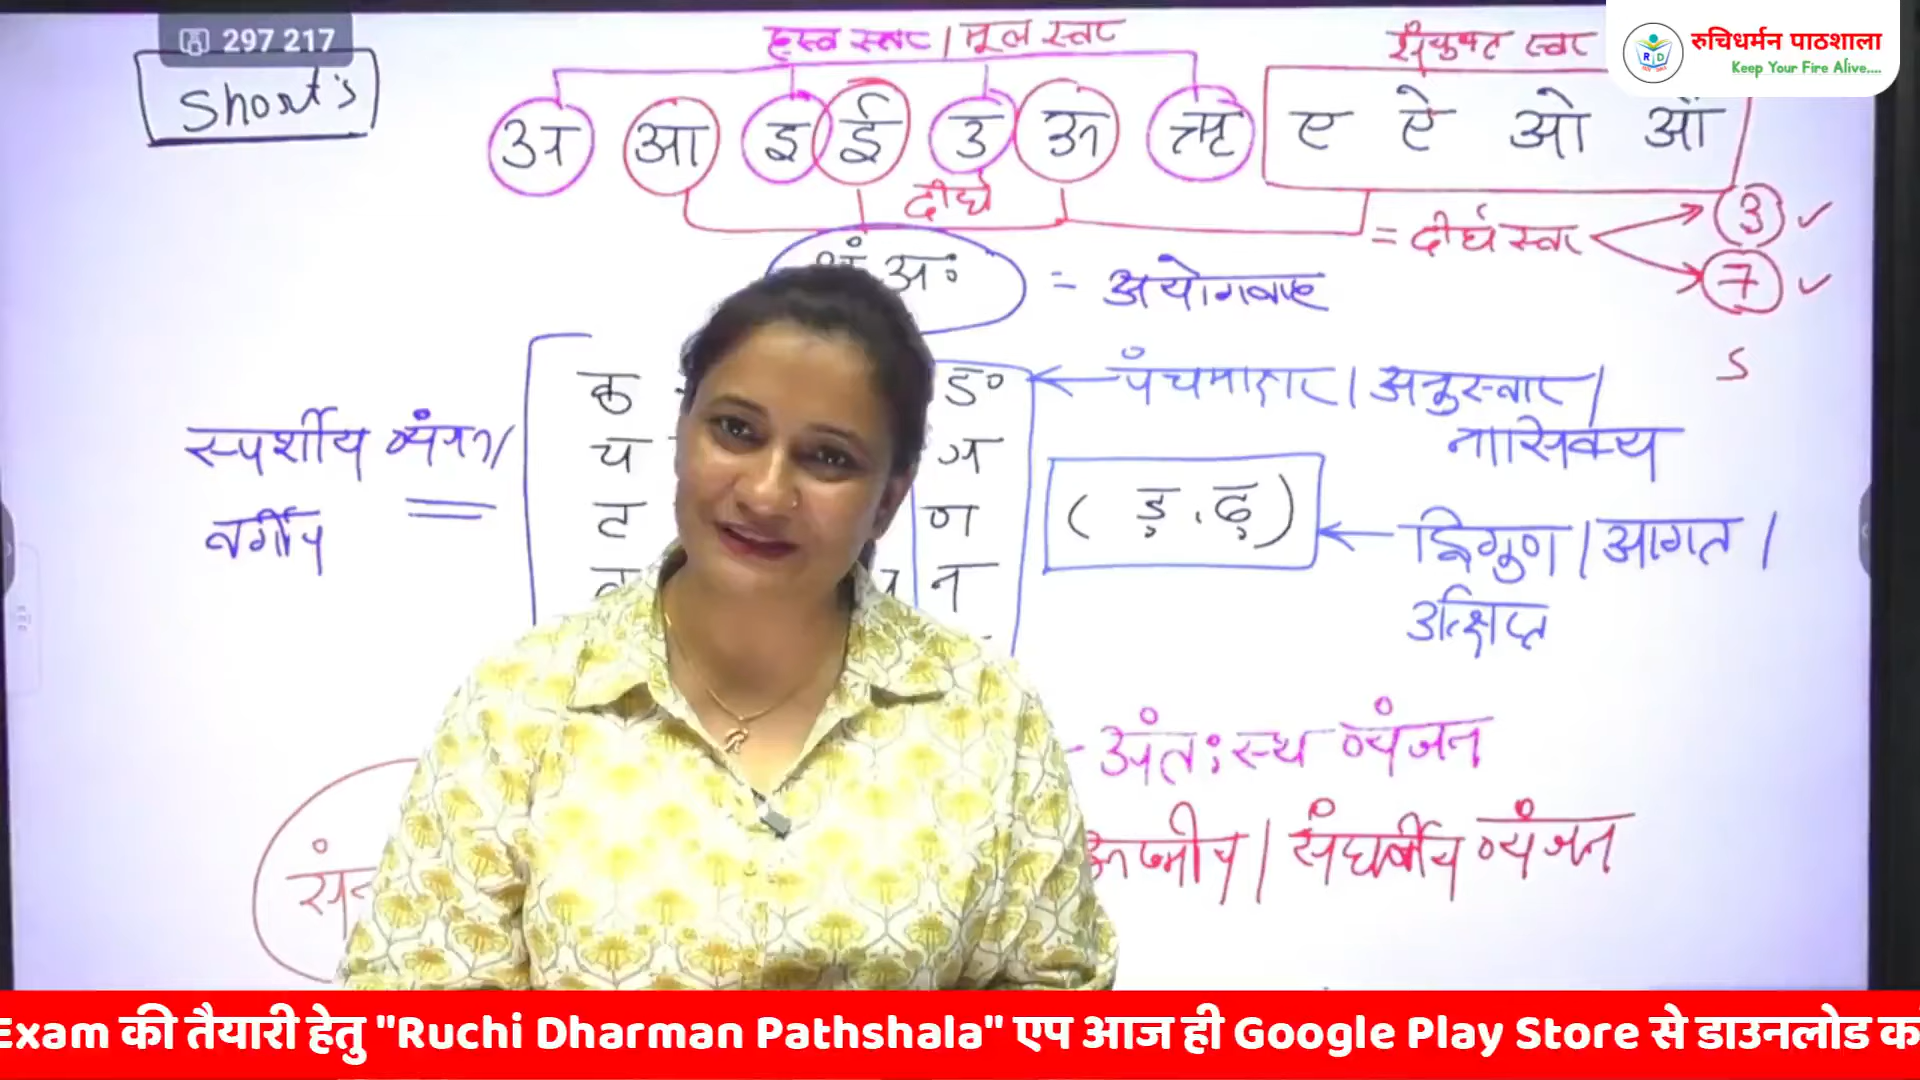 297 217
Short's
ह्रस्व स्वर / मूल स्वर
संयुक्त स्वर
रुचिधर्मन पाठशाला
Keep Your Fire Alive....
अ आ इ ई उ ऊ ऋ ए ऐ ओ औ
दीर्घ
= दीर्घ स्वर
3
7
अः = अयोगवाह
5
क ङ ← पंचमाक्षर / अनुस्वार /
नासिक्य
स्पर्शीय व्यंजन /
वर्गीय
च ञ
ट ण (ड़, ढ़) ← द्विगुण / आगत /
उत्क्षिप्त
न
- अंतःस्थ व्यंजन
ऊष्मीय / संघर्षीय व्यंजन
Exam की तैयारी हेतु "Ruchi Dharman Pathshala" एप आज ही Google Play Store से डाउनलोड क